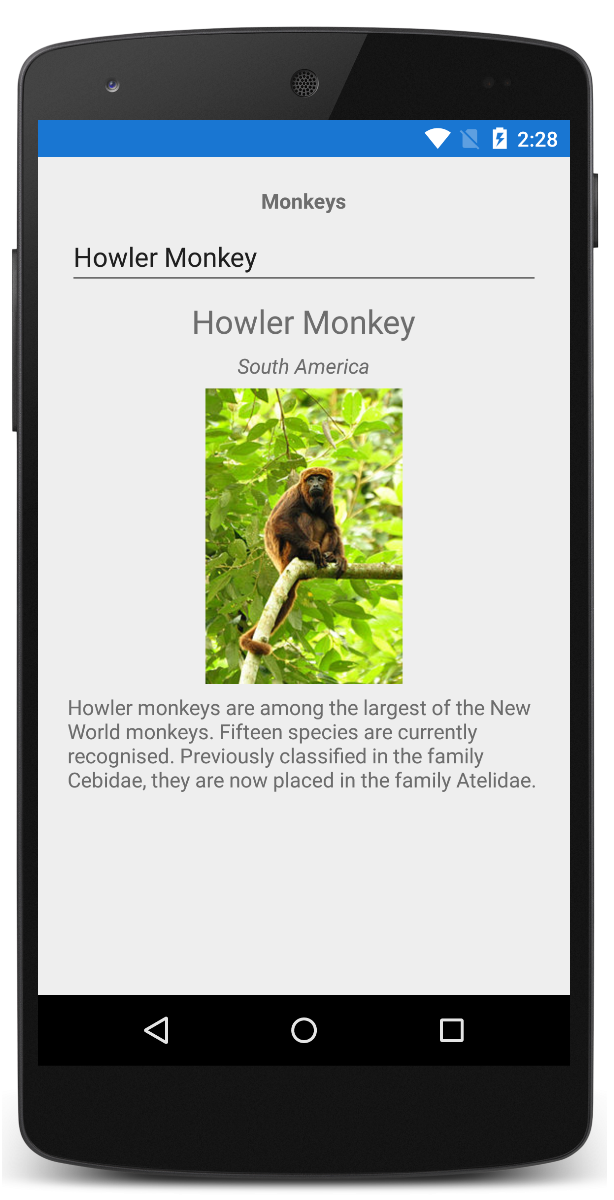 2:28
Monkeys
Howler Monkey
Howler Monkey
South America
Howler monkeys are among the largest of the New
World monkeys. Fifteen species are currently
recognised. Previously classified in the family
Cebidae, they are now placed in the family Atelidae.